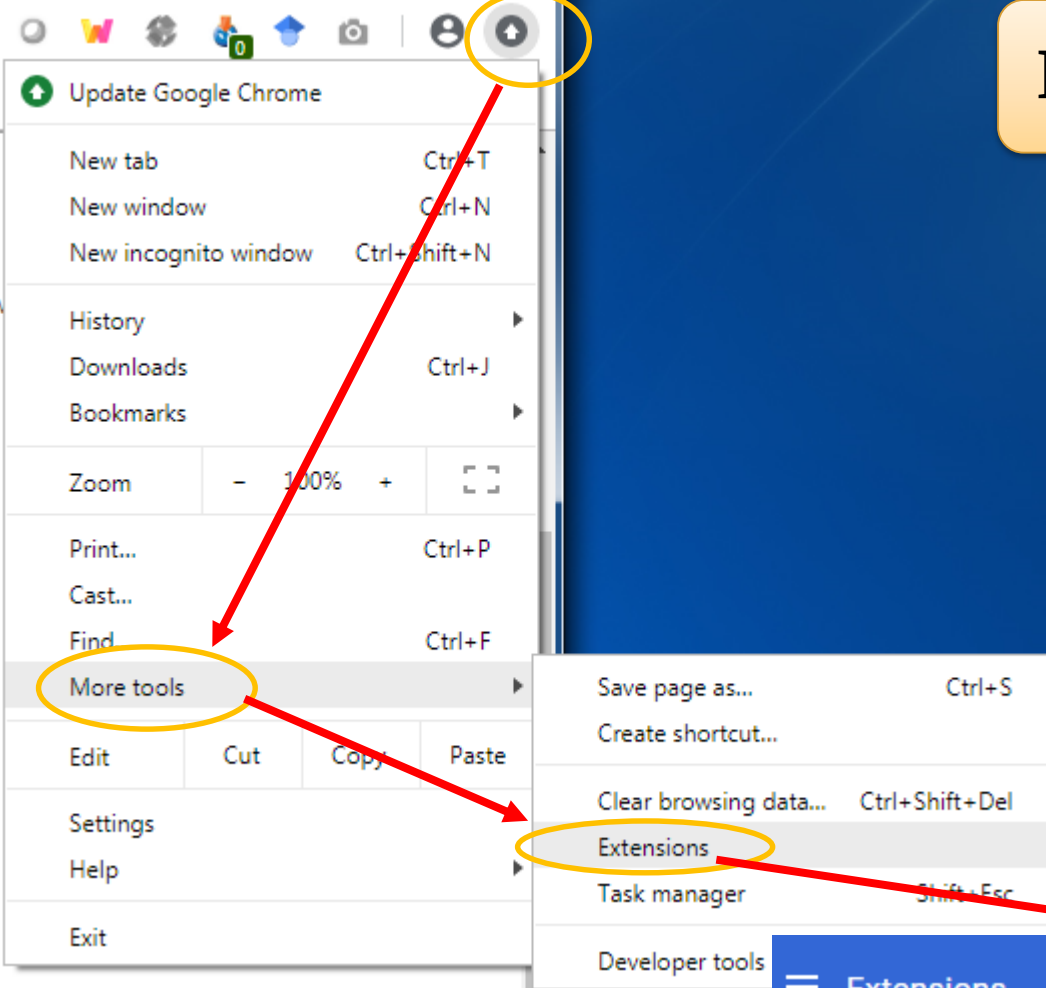 0
Update Google Chrome
New tab Ctrl+T
New window Ctrl+N
New incognito window Ctrl+Shift+N
History
Downloads Ctrl+J
Bookmarks
Zoom - 100% +
Print... Ctrl+P
Cast...
Find... Ctrl+F
More tools
Edit Cut Copy Paste
Settings
Help
Exit
Save page as... Ctrl+S
Create shortcut...
Clear browsing data... Ctrl+Shift+Del
Extensions
Task manager Shift+Esc
Developer tools
Extensions